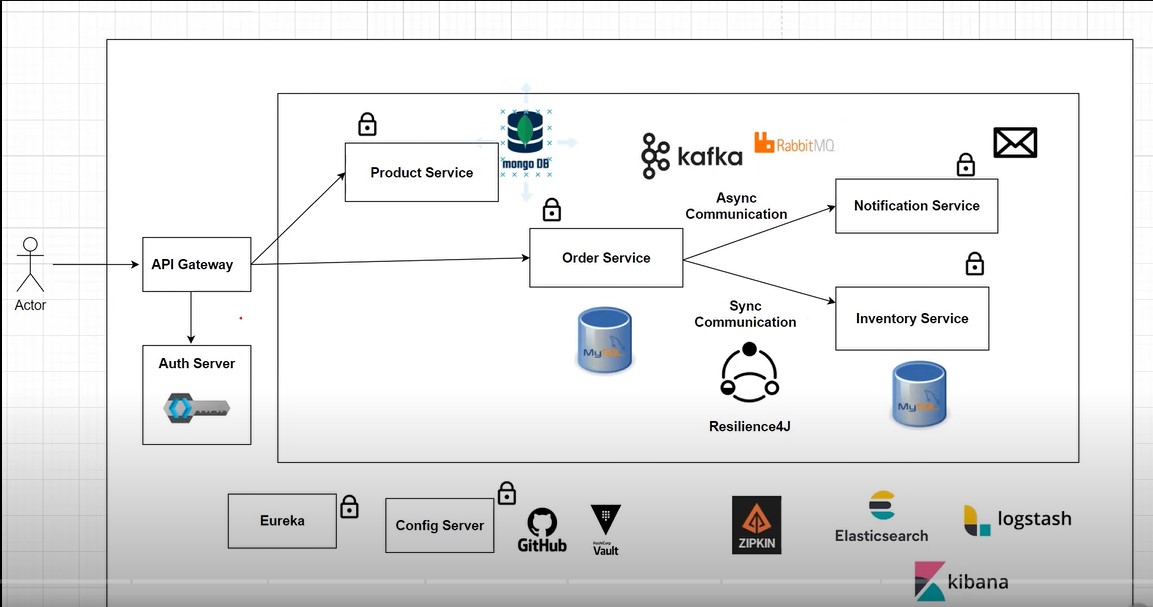 mongo DB
kafka
RabbitMQ
Product Service
Async
Communication
Notification Service
API Gateway
Order Service
Actor
Sync
Communication
Inventory Service
Auth Server
MySQL
MySQL
Resilience4J
Eureka
Config Server
GitHub
HashiCorp
Vault
ZIPKIN
Elasticsearch
logstash
kibana